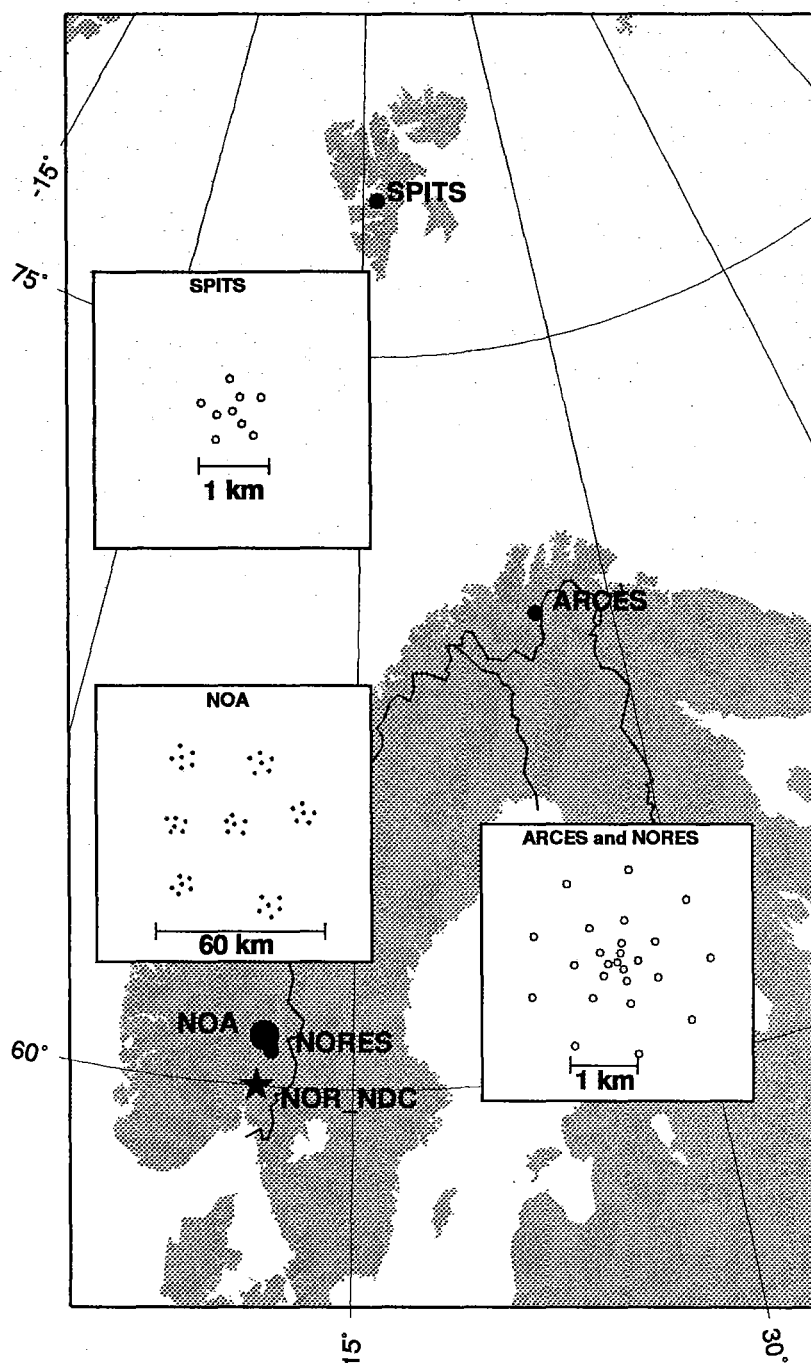 -15°
SPITS
75°
SPITS
1 km
ARCES
NOA
60 km
ARCES and NORES
1 km
NOA
NORES
60°
NOR_NDC
15°
30°